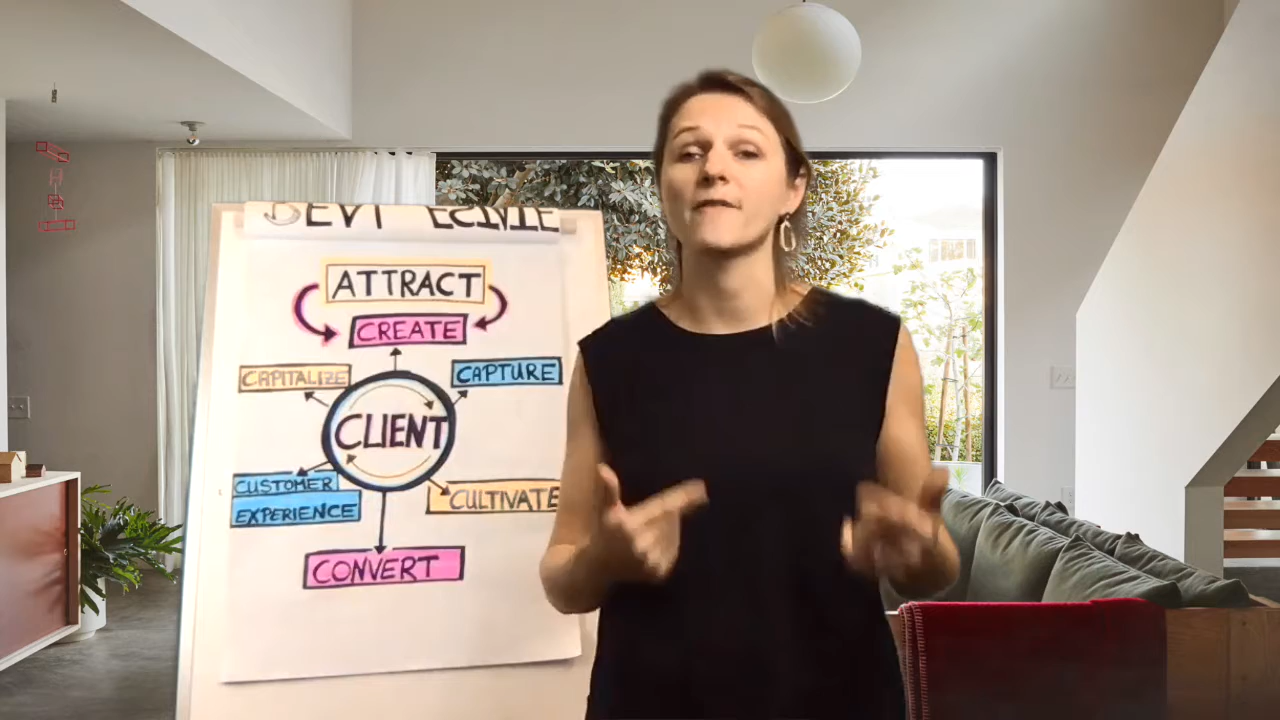 ATTRACT
CREATE
CAPITALIZE
CAPTURE
CLIENT
CUSTOMER
EXPERIENCE
CULTIVATE
CONVERT